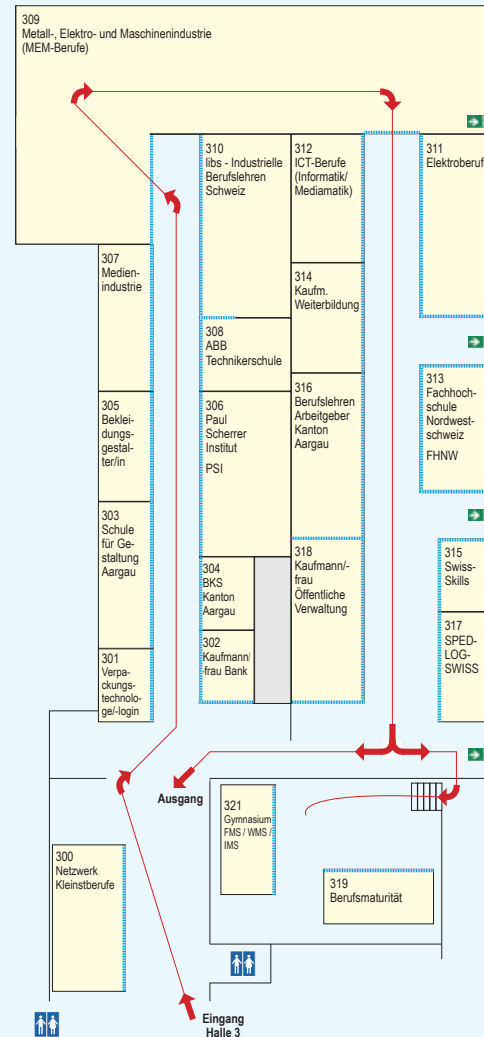 309
Metall-, Elektro- und Maschinenindustrie
(MEM-Berufe)
310
libs - Industrielle
Berufslehren
Schweiz
312
ICT-Berufe
(Informatik/
Mediamatik)
311
Elektroberuf
307
Medien-
industrie
314
Kaufm.
Weiterbildung
308
ABB
Technikerschule
313
Fachhoch-
schule
Nordwest-
schweiz
FHNW
316
Berufslehren
Arbeitgeber
Kanton
Aargau
305
Beklei-
dungs-
gestal-
ter/in
306
Paul
Scherrer
Institut
PSI
303
Schule
für Ge-
staltung
Aargau
318
Kaufmann/-
frau
Öffentliche
Verwaltung
315
Swiss-
Skills
304
BKS
Kanton
Aargau
317
SPED-
LOG-
SWISS
302
Kaufmann/
-frau Bank
301
Verpa-
ckungs-
technolo-
ge/-login
Ausgang
321
Gymnasium
FMS / WMS /
IMS
300
Netzwerk
Kleinstberufe
319
Berufsmaturität
Eingang
Halle 3